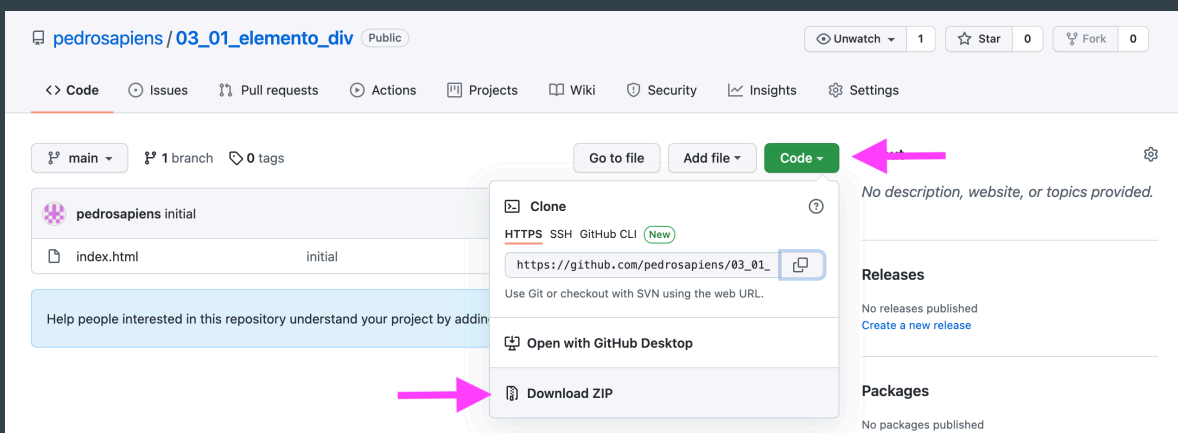 pedrosapiens / 03_01_elemento_div Public
Unwatch 1 Star 0 Fork 0
Code Issues Pull requests Actions Projects Wiki Security Insights Settings
main 1 branch 0 tags Go to file Add file Code
No description, website, or topics provided.
pedrosapiens initial
index.html initial
Help people interested in this repository understand your project by addin
Clone
HTTPS SSH GitHub CLI New
https://github.com/pedrosapiens/03_01_
Use Git or checkout with SVN using the web URL.
Open with GitHub Desktop
Download ZIP
Releases
No releases published
Create a new release
Packages
No packages published